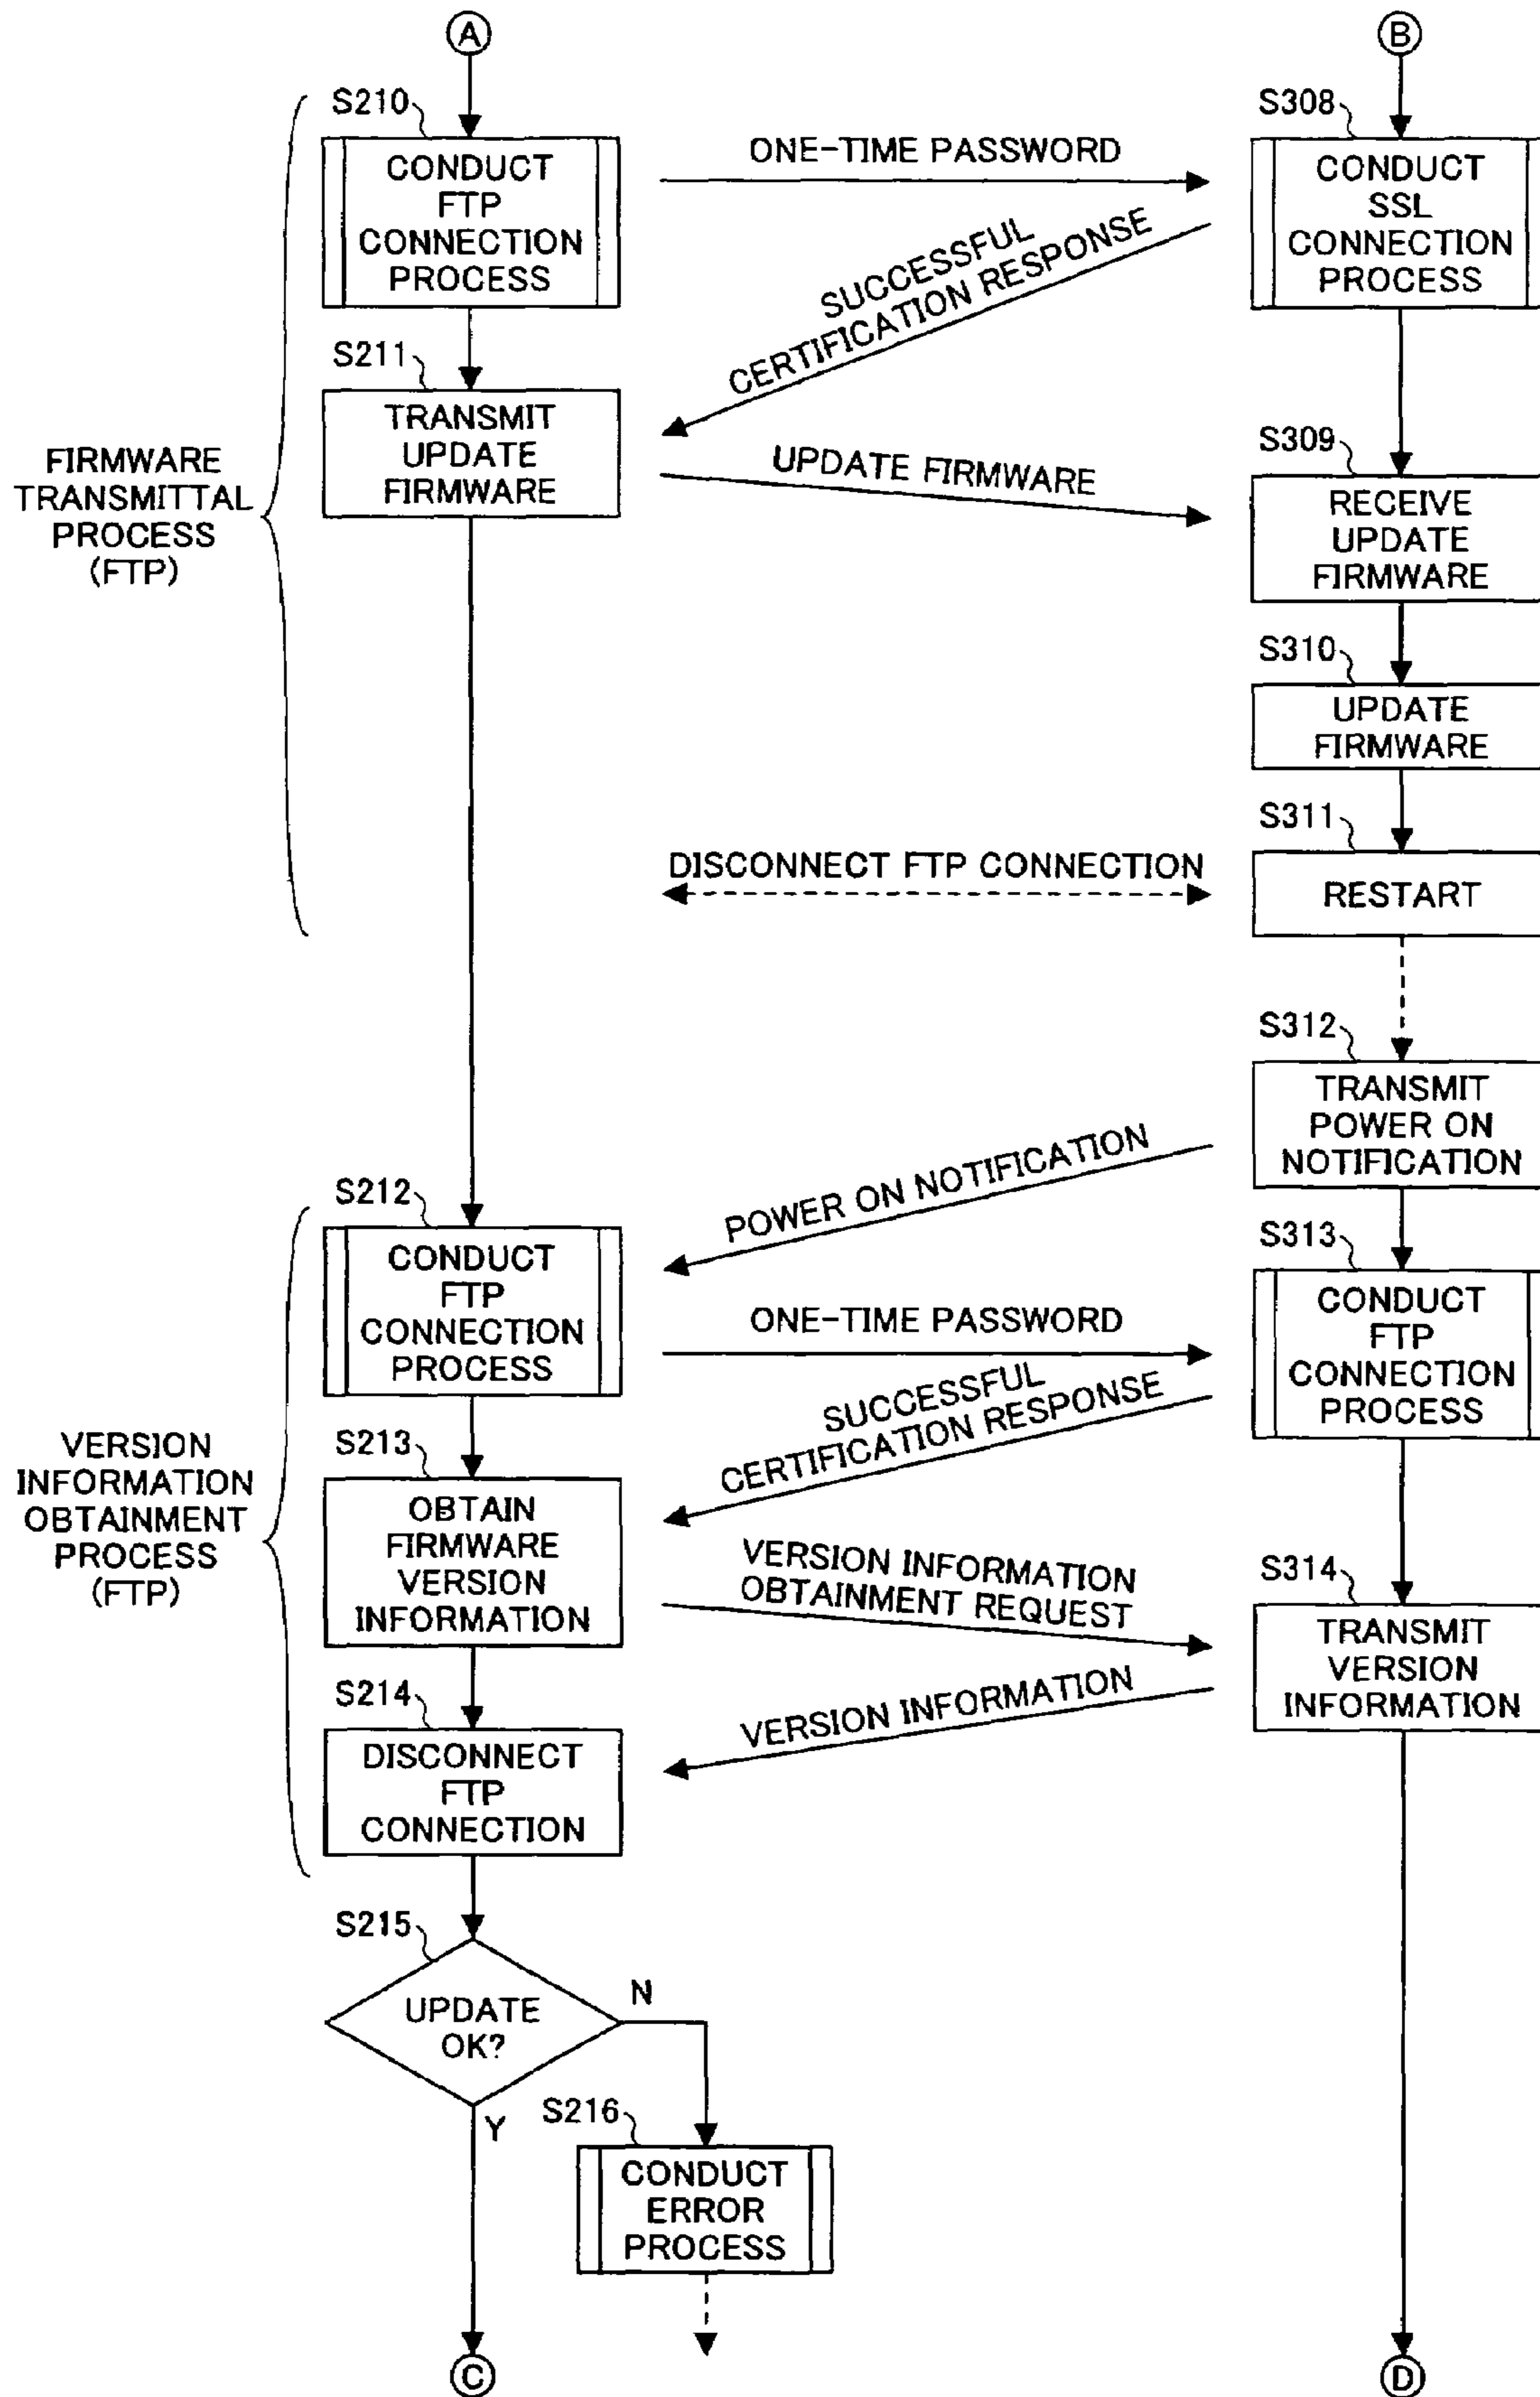 A
B
S210
CONDUCT
FTP
CONNECTION
PROCESS
ONE-TIME PASSWORD
S308
CONDUCT
SSL
CONNECTION
PROCESS
SUCCESSFUL
CERTIFICATION RESPONSE
S211
TRANSMIT
UPDATE
FIRMWARE
FIRMWARE
TRANSMITTAL
PROCESS
(FTP)
UPDATE FIRMWARE
S309
RECEIVE
UPDATE
FIRMWARE
S310
UPDATE
FIRMWARE
S311
RESTART
DISCONNECT FTP CONNECTION
S312
TRANSMIT
POWER ON
NOTIFICATION
POWER ON NOTIFICATION
S212
CONDUCT
FTP
CONNECTION
PROCESS
S313
CONDUCT
FTP
CONNECTION
PROCESS
ONE-TIME PASSWORD
SUCCESSFUL
CERTIFICATION RESPONSE
VERSION
INFORMATION
OBTAINMENT
PROCESS
(FTP)
S213
OBTAIN
FIRMWARE
VERSION
INFORMATION
VERSION INFORMATION
OBTAINMENT REQUEST
S314
TRANSMIT
VERSION
INFORMATION
VERSION INFORMATION
S214
DISCONNECT
FTP
CONNECTION
S215
UPDATE
OK?
N
Y
S216
CONDUCT
ERROR
PROCESS
C
D